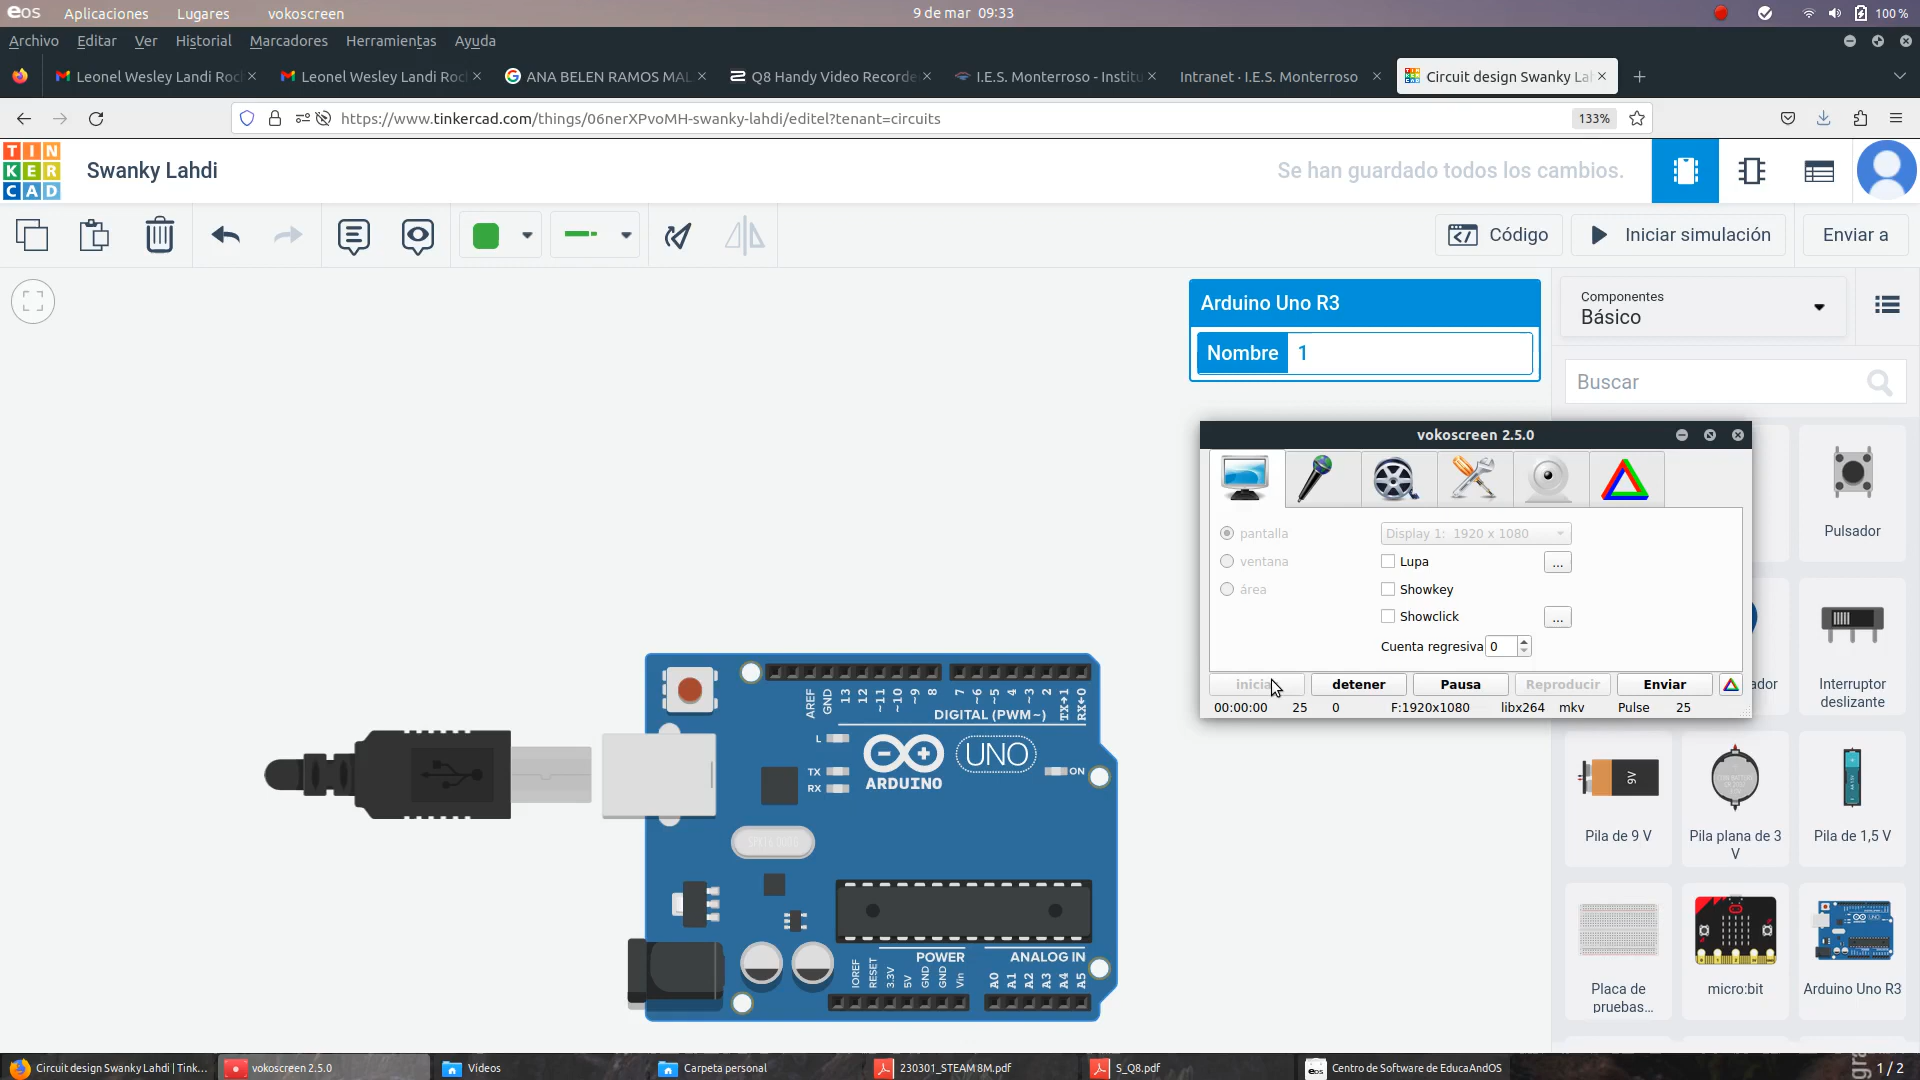 eos Aplicaciones Lugares vokoscreen 9 de mar 09:33 100 %
Archivo Editar Ver Historial Marcadores Herramientas Ayuda
Leonel Wesley Landi Roc Leonel Wesley Landi Roc ANA BELEN RAMOS MAL Q8 Handy Video Recorde I.E.S. Monterroso - Institu Intranet · I.E.S. Monterroso Circuit design Swanky La
https://www.tinkercad.com/things/06nerXPvoMH-swanky-lahdi/editel?tenant=circuits 133%
TIN
KER
CAD
Swanky Lahdi Se han guardado todos los cambios.
Código Iniciar simulación Enviar a
Arduino Uno R3
Nombre 1
Componentes
Básico
Buscar
vokoscreen 2.5.0
pantalla Display 1: 1920 x 1080
ventana Lupa ...
área Showkey
Showclick ...
Cuenta regresiva 0
inicia detener Pausa Reproducir Enviar
00:00:00 25 0 F:1920x1080 libx264 mkv Pulse 25
Pulsador
ador
Interruptor
deslizante
9V
Pila de 9 V
Pila plana de 3
V
Pila de 1,5 V
Placa de
pruebas...
micro:bit
Arduino Uno R3
AREF GND 13 12 ~11 ~10 ~9 8 7 ~6 ~5 4 ~3 2 TX→1 RX←0
DIGITAL (PWM~)
L
TX
RX
UNO
ARDUINO
ON
POWER ANALOG IN
IOREF RESET 3.3V 5V GND GND Vin A0 A1 A2 A3 A4 A5
Circuit design Swanky Lahdi | Tink... vokoscreen 2.5.0 Vídeos Carpeta personal 230301_STEAM 8M.pdf S_Q8.pdf eos Centro de Software de EducaAndOS 1 / 2